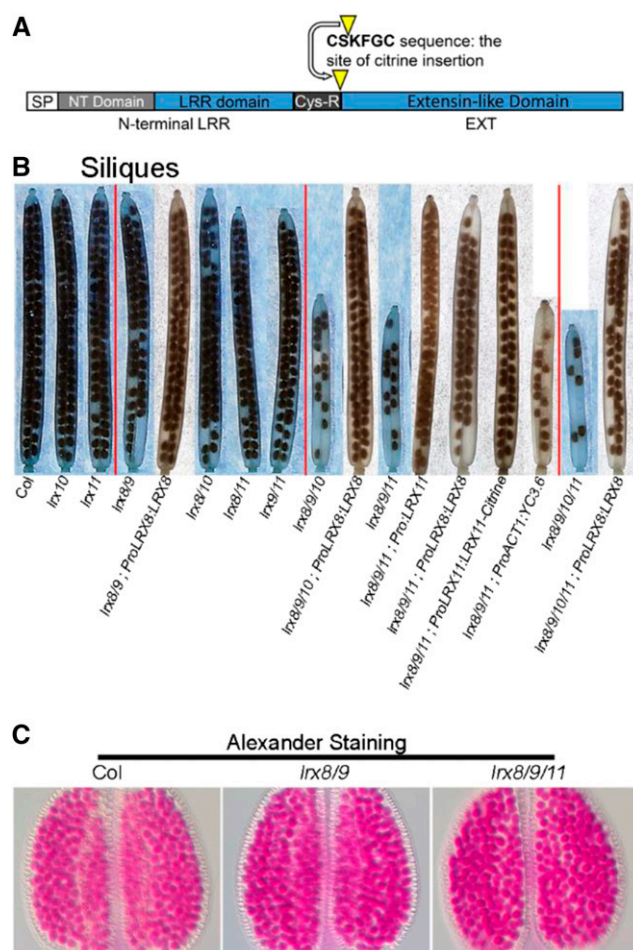 A
CSKFGC sequence: the
site of citrine insertion
SP NT Domain LRR domain Cys-R Extensin-like Domain
N-terminal LRR EXT
B Siliques
Col
lrx10
lrx11
lrx8/9
lrx8/9 ; ProLRX8:LRX8
lrx8/10
lrx8/11
lrx9/11
lrx8/9/10
lrx8/9/10 ; ProLRX8:LRX8
lrx8/9/11
lrx8/9/11 ; Pro:LRX11
lrx8/9/11 ; ProLRX8:LRX8
lrx8/9/11 ; ProLRX11:LRX11-Citrine
lrx8/9/11 ; ProACT1:YC3.6
lrx8/9/10/11
lrx8/9/10/11 ; ProLRX8:LRX8
C
Alexander Staining
Col lrx8/9 lrx8/9/11